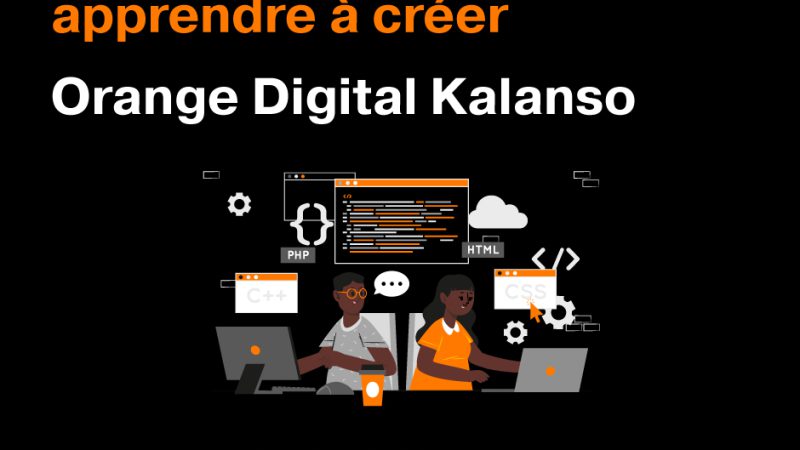 apprendre à créer
Orange Digital Kalanso
PHP
HTML
C++
CSS